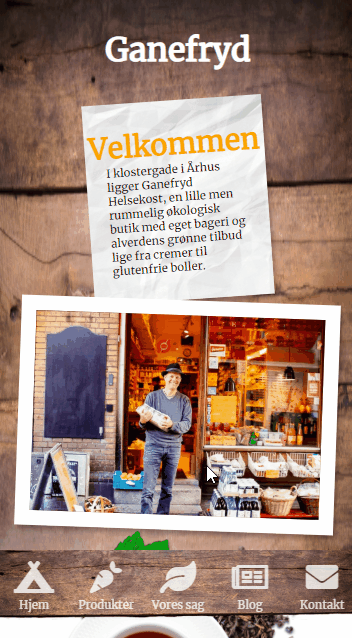 Ganefryd
Velkommen
I klostergade i Århus
ligger Ganefryd
Helsekost, en lille men
rummelig økologisk
butik med eget bageri og
alverdens grønne tilbud
lige fra cremer til
glutenfrie boller.
Hjem Produkter Vores sag Blog Kontakt